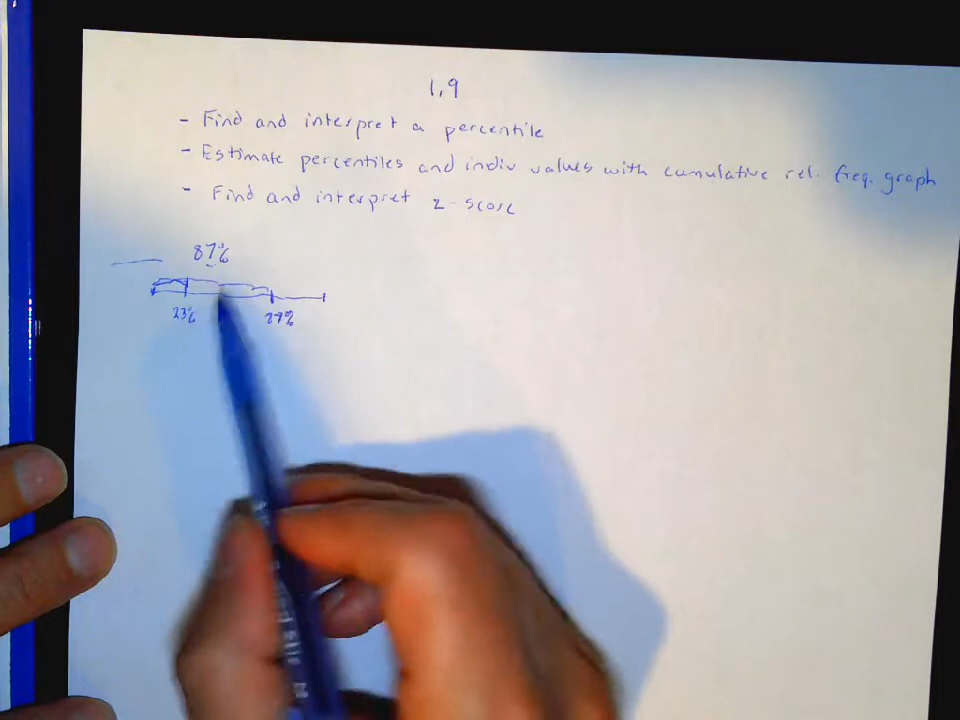 1.9
- Find and interpret a percentile
- Estimate percentiles and indiv values with cumulative rel. freq. graph
- Find and interpret z-score
87%
23%